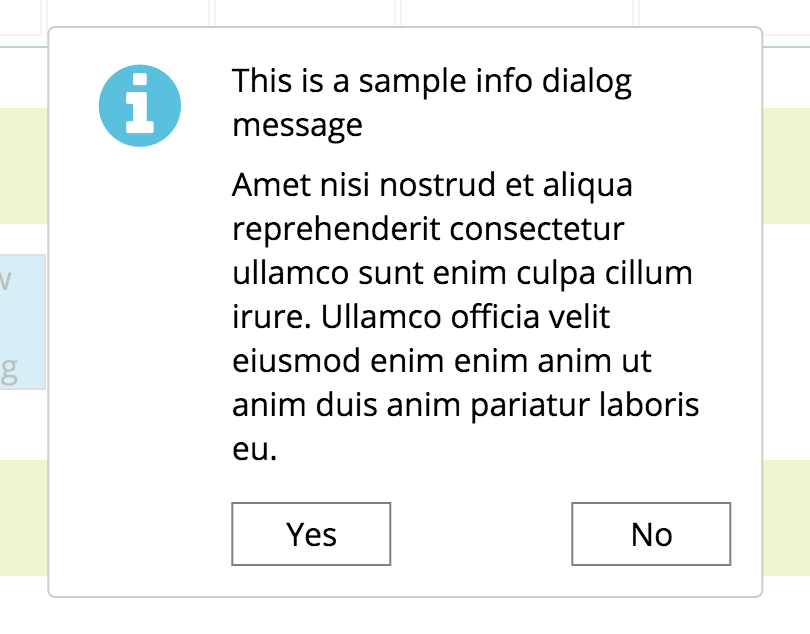 This is a sample info dialog
message
Amet nisi nostrud et aliqua
reprehenderit consectetur
ullamco sunt enim culpa cillum
irure. Ullamco officia velit
eiusmod enim enim anim ut
anim duis anim pariatur laboris
eu.
Yes No